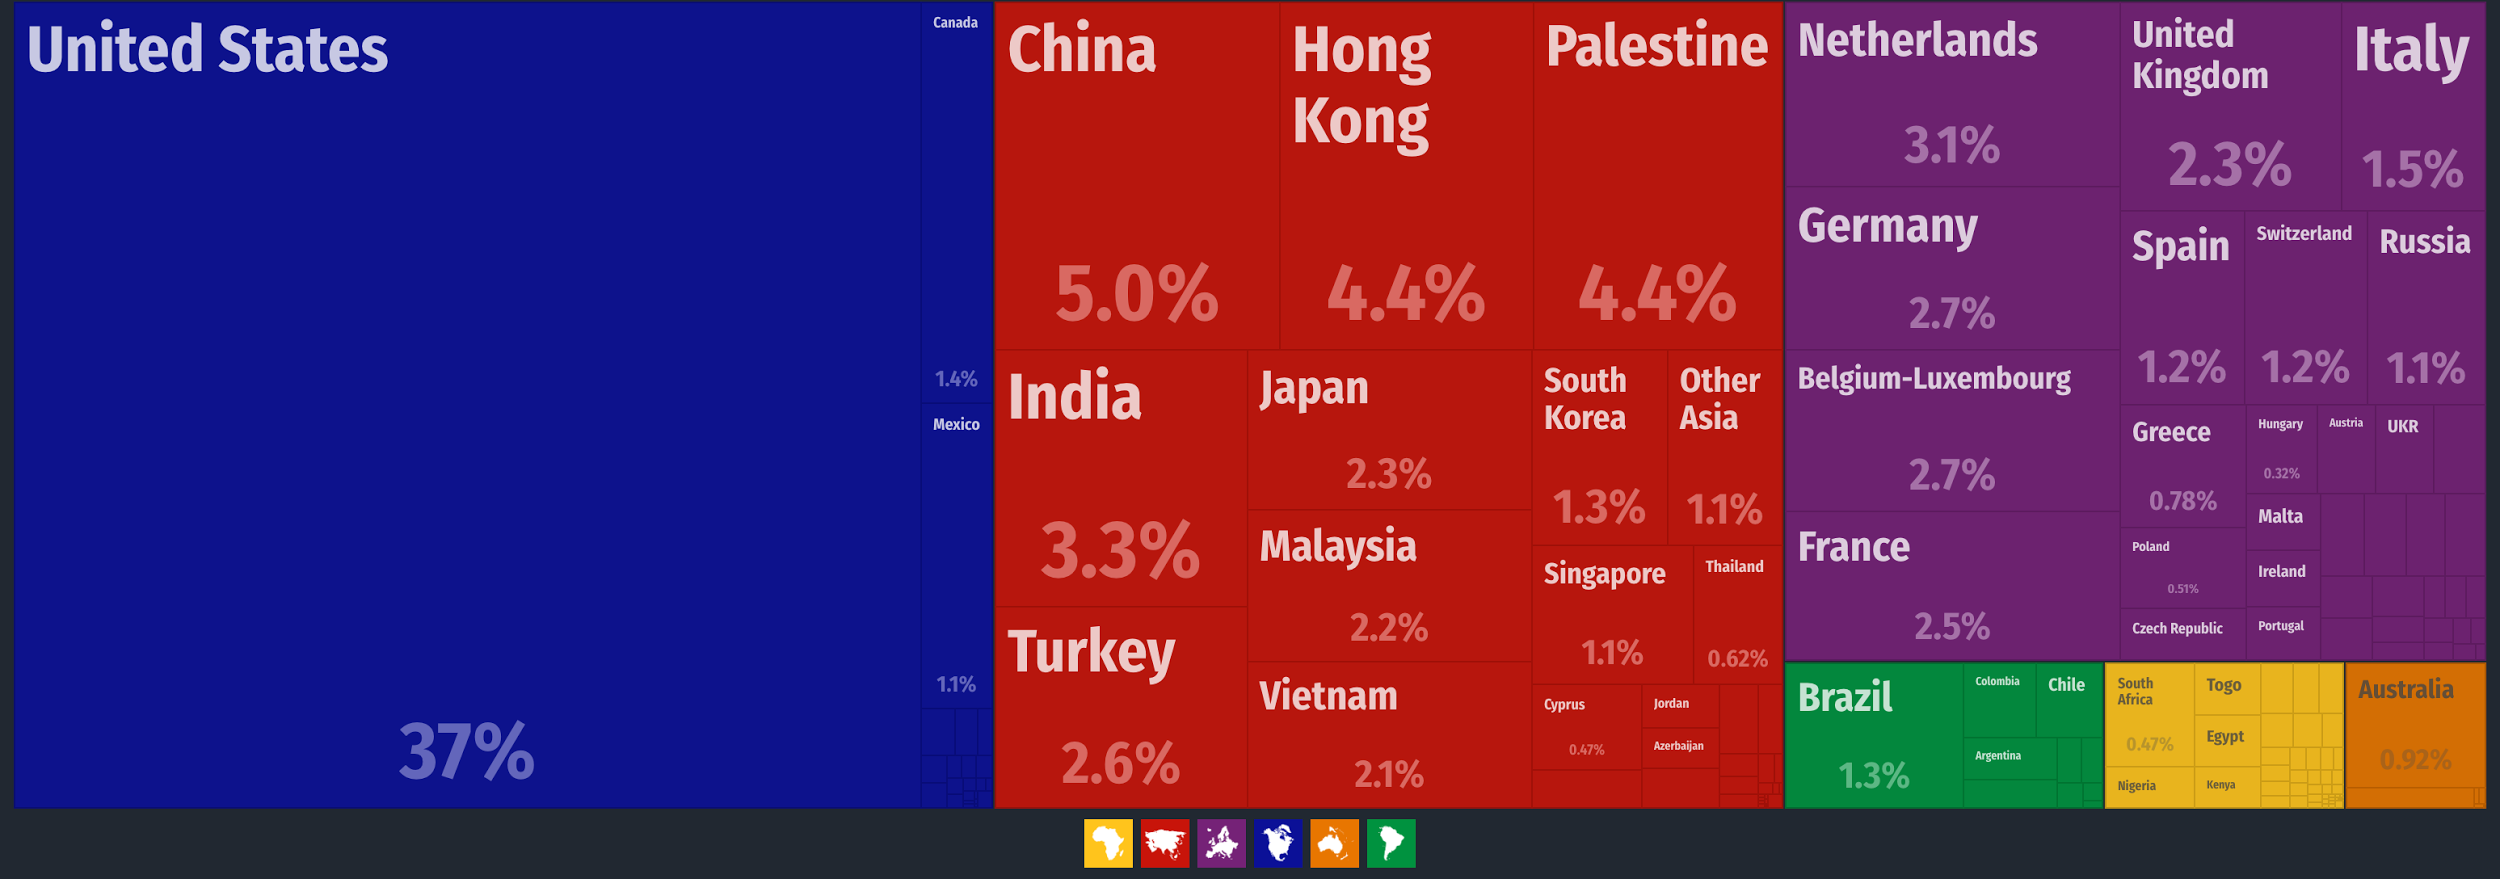 United States
37%
Canada
1.4%
Mexico
1.1%
China
5.0%
Hong
Kong
4.4%
Palestine
4.4%
India
3.3%
Turkey
2.6%
Japan
2.3%
Malaysia
2.2%
Vietnam
2.1%
South
Korea
1.3%
Other
Asia
1.1%
Singapore
1.1%
Thailand
0.62%
Cyprus
0.47%
Jordan
Azerbaijan
Netherlands
3.1%
Germany
2.7%
Belgium-Luxembourg
2.7%
France
2.5%
United
Kingdom
2.3%
Italy
1.5%
Spain
1.2%
Switzerland
1.2%
Russia
1.1%
Greece
0.78%
Poland
0.51%
Czech Republic
Hungary
0.32%
Austria
UKR
Malta
Ireland
Portugal
Brazil
1.3%
Colombia
Chile
Argentina
South
Africa
0.47%
Nigeria
Togo
Egypt
Kenya
Australia
0.92%